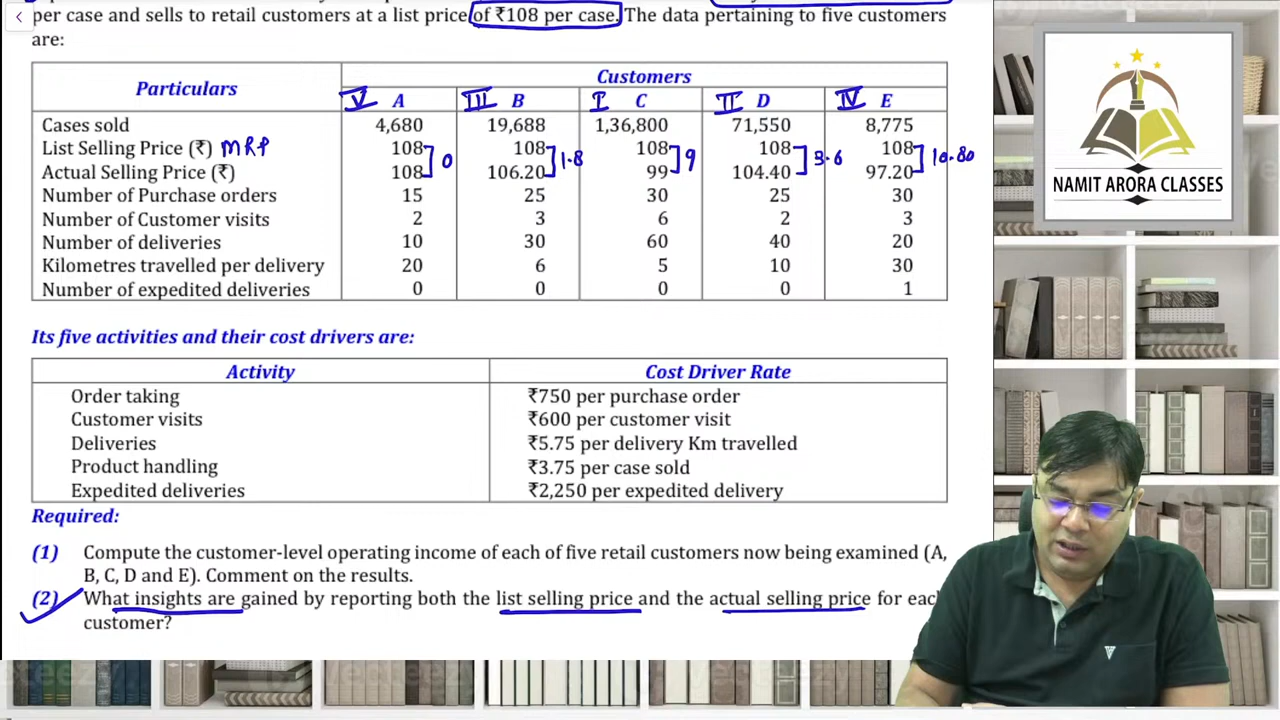 per case and sells to retail customers at a list price of ₹108 per case. The data pertaining to five customers
are:
Particulars Customers
V A III B I C II D IV E
Cases sold 4,680 19,688 1,36,800 71,550 8,775
List Selling Price (₹) MRP 108 108 108 108 108
0 1.8 9 3.6 10.80
Actual Selling Price (₹) 108 106.20 99 104.40 97.20
Number of Purchase orders 15 25 30 25 30
Number of Customer visits 2 3 6 2 3
Number of deliveries 10 30 60 40 20
Kilometres travelled per delivery 20 6 5 10 30
Number of expedited deliveries 0 0 0 0 1
Its five activities and their cost drivers are:
Activity Cost Driver Rate
Order taking ₹750 per purchase order
Customer visits ₹600 per customer visit
Deliveries ₹5.75 per delivery Km travelled
Product handling ₹3.75 per case sold
Expedited deliveries ₹2,250 per expedited delivery
Required:
(1) Compute the customer-level operating income of each of five retail customers now being examined (A,
B, C, D and E). Comment on the results.
(2) What insights are gained by reporting both the list selling price and the actual selling price for each
customer?
NAMIT ARORA CLASSES